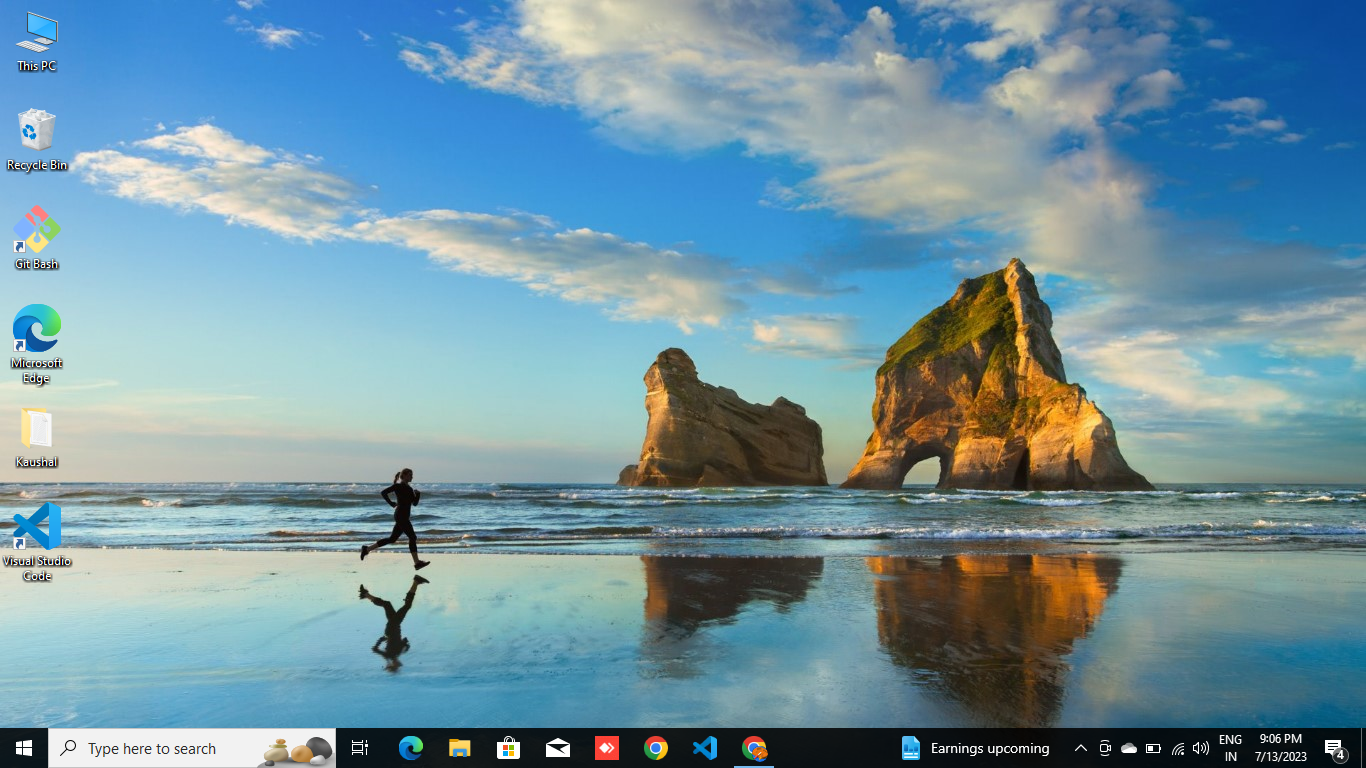 This PC
Recycle Bin
Git Bash
Microsoft
Edge
Kaushal
Visual Studio
Code
Type here to search
Earnings upcoming
ENG
IN
9:06 PM
7/13/2023
4